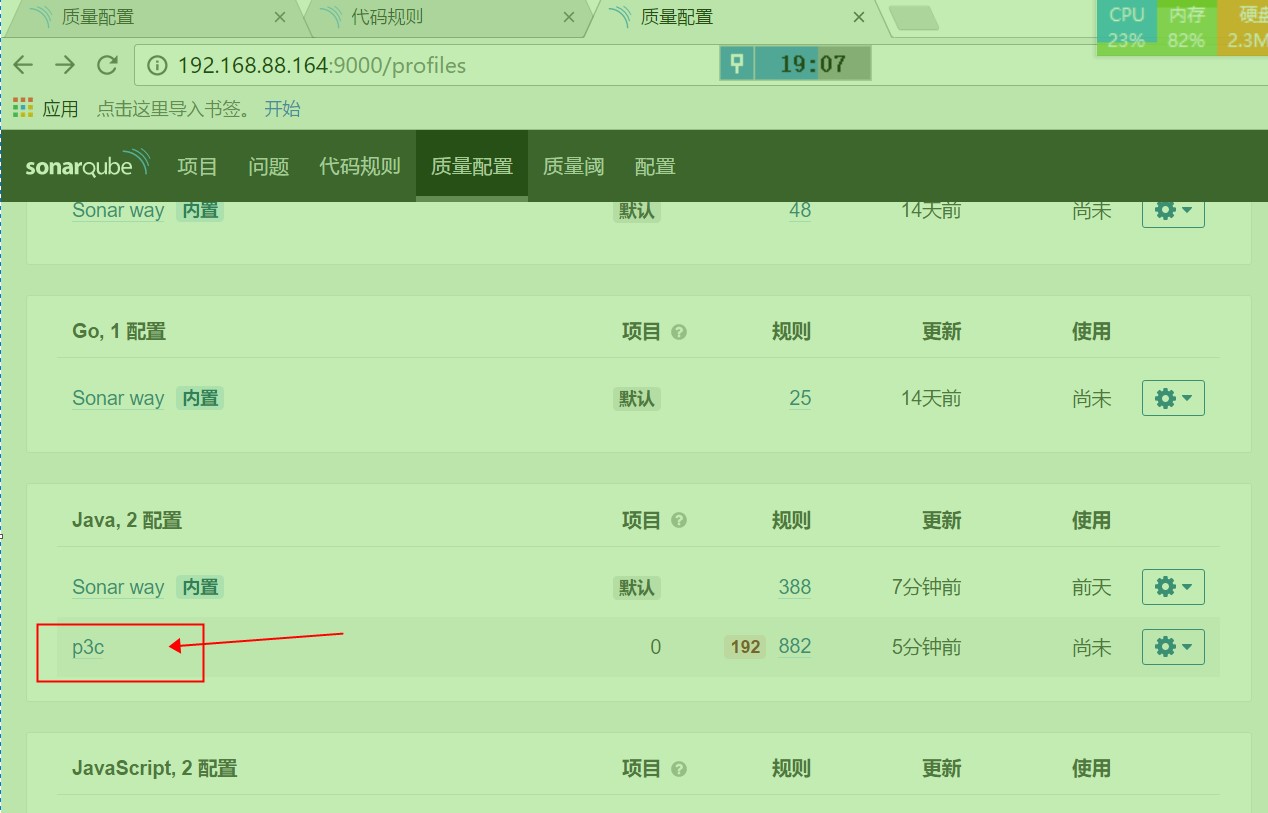 质量配置 代码规则 质量配置
CPU 内存 硬盘
23% 82% 2.3M
192.168.88.164:9000/profiles
19:07
应用 点击这里导入书签。 开始
sonarqube 项目 问题 代码规则 质量配置 质量阈 配置
Sonar way 内置 默认 48 14天前 尚未
Go, 1 配置 项目 ? 规则 更新 使用
Sonar way 内置 默认 25 14天前 尚未
Java, 2 配置 项目 ? 规则 更新 使用
Sonar way 内置 默认 388 7分钟前 前天
p3c 0 192 882 5分钟前 尚未
JavaScript, 2 配置 项目 ? 规则 更新 使用